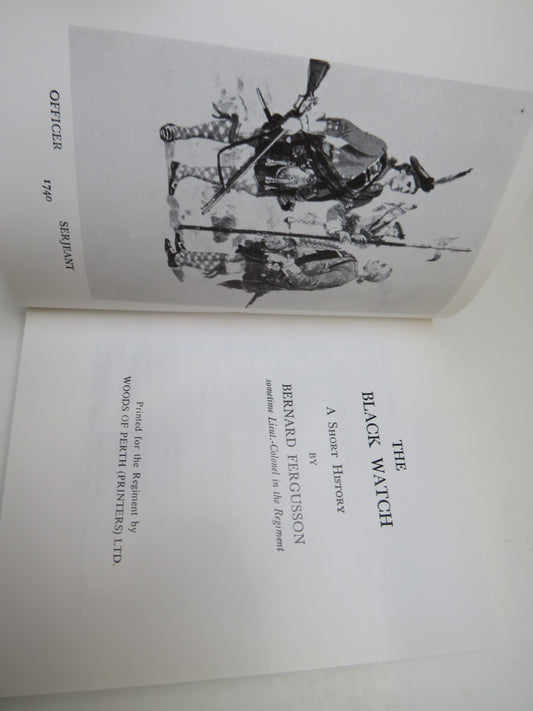 OFFICER 1740 SERJEANT
THE
BLACK WATCH
A SHORT HISTORY
BY
BERNARD FERGUSSON
sometime Lieut.-Colonel in the Regiment
Printed for the Regiment by
WOODS OF PERTH (PRINTERS) LTD.